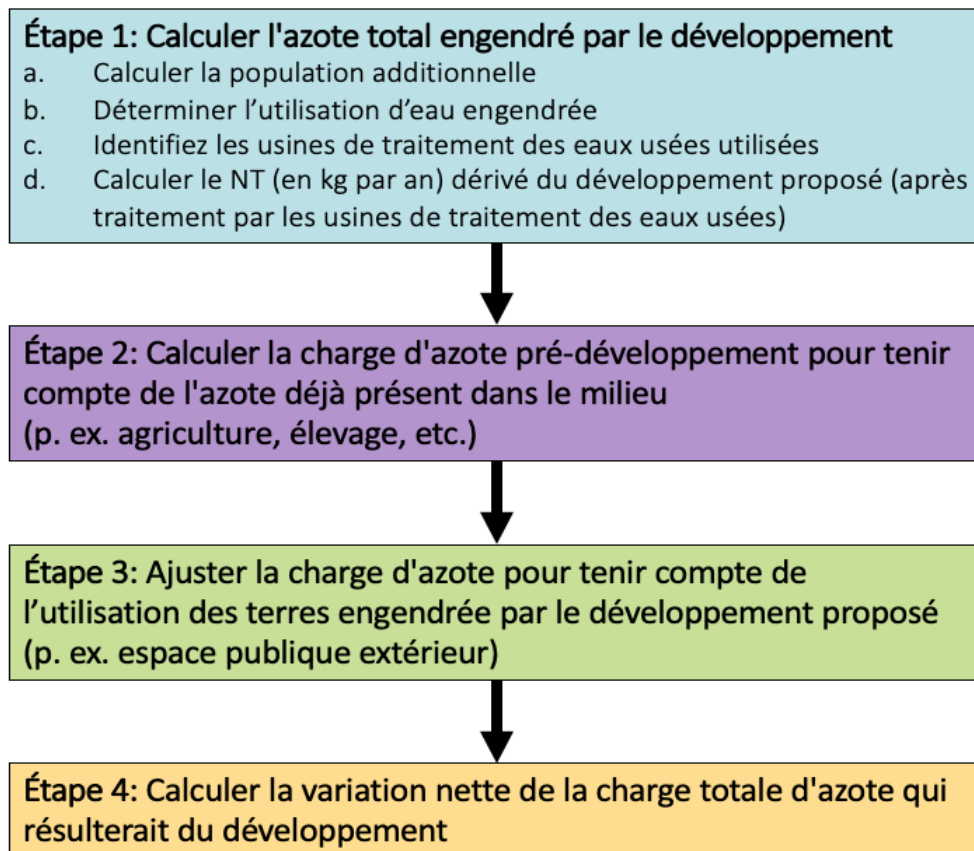 Étape 1: Calculer l'azote total engendré par le développement
a. Calculer la population additionnelle
b. Déterminer l’utilisation d’eau engendrée
c. Identifiez les usines de traitement des eaux usées utilisées
d. Calculer le NT (en kg par an) dérivé du développement proposé (après
traitement par les usines de traitement des eaux usées)
Étape 2: Calculer la charge d'azote pré-développement pour tenir
compte de l'azote déjà présent dans le milieu
(p. ex. agriculture, élevage, etc.)
Étape 3: Ajuster la charge d'azote pour tenir compte de
l’utilisation des terres engendrée par le développement proposé
(p. ex. espace publique extérieur)
Étape 4: Calculer la variation nette de la charge totale d'azote qui
résulterait du développement